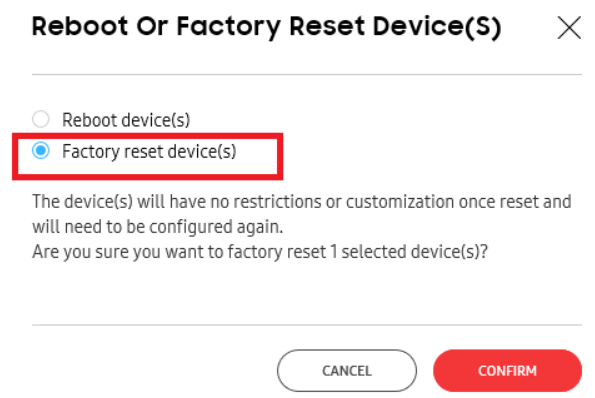 Reboot Or Factory Reset Device(S)
Reboot device(s)
Factory reset device(s)
The device(s) will have no restrictions or customization once reset and
will need to be configured again.
Are you sure you want to factory reset 1 selected device(s)?
CANCEL
CONFIRM